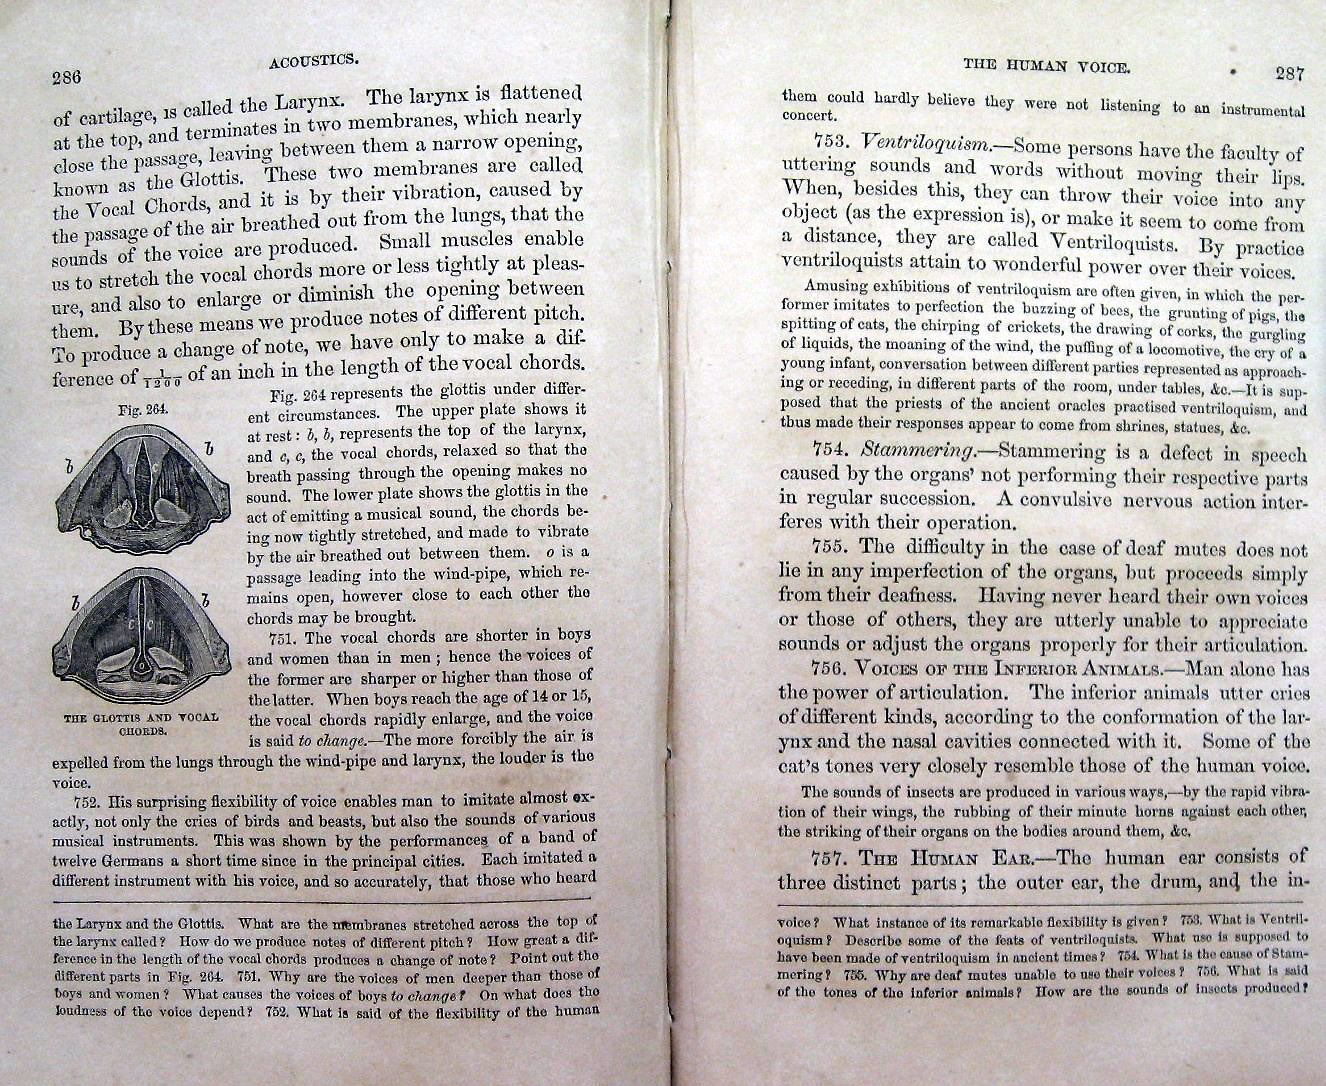 286
ACOUSTICS.
of cartilage, is called the Larynx. The larynx is flattened
at the top, and terminates in two membranes, which nearly
close the passage, leaving between them a narrow opening,
known as the Glottis. These two membranes are called
the Vocal Chords, and it is by their vibration, caused by
the passage of the air breathed out from the lungs, that the
sounds of the voice are produced. Small muscles enable
us to stretch the vocal chords more or less tightly at pleas-
ure, and also to enlarge or diminish the opening between
them. By these means we produce notes of different pitch.
To produce a change of note, we have only to make a dif-
ference of 1/1200 of an inch in the length of the vocal chords.
Fig. 264.
b
b
c
c
b
b
c
c
o
THE GLOTTIS AND VOCAL
CHORDS.
Fig. 264 represents the glottis under differ-
ent circumstances. The upper plate shows it
at rest: b, b, represents the top of the larynx,
and c, c, the vocal chords, relaxed so that the
breath passing through the opening makes no
sound. The lower plate shows the glottis in the
act of emitting a musical sound, the chords be-
ing now tightly stretched, and made to vibrate
by the air breathed out between them. o is a
passage leading into the wind-pipe, which re-
mains open, however close to each other the
chords may be brought.
751. The vocal chords are shorter in boys
and women than in men; hence the voices of
the former are sharper or higher than those of
the latter. When boys reach the age of 14 or 15,
the vocal chords rapidly enlarge, and the voice
is said to change.—The more forcibly the air is
expelled from the lungs through the wind-pipe and larynx, the louder is the
voice.
752. His surprising flexibility of voice enables man to imitate almost ex-
actly, not only the cries of birds and beasts, but also the sounds of various
musical instruments. This was shown by the performances of a band of
twelve Germans a short time since in the principal cities. Each imitated a
different instrument with his voice, and so accurately, that those who heard
the Larynx and the Glottis. What are the membranes stretched across the top of
the larynx called? How do we produce notes of different pitch? How great a dif-
ference in the length of the vocal chords produces a change of note? Point out the
different parts in Fig. 264. 751. Why are the voices of men deeper than those of
boys and women? What causes the voices of boys to change? On what does the
loudness of the voice depend? 752. What is said of the flexibility of the human
THE HUMAN VOICE.
287
them could hardly believe they were not listening to an instrumental
concert.
753. Ventriloquism.—Some persons have the faculty of
uttering sounds and words without moving their lips.
When, besides this, they can throw their voice into any
object (as the expression is), or make it seem to come from
a distance, they are called Ventriloquists. By practice
ventriloquists attain to wonderful power over their voices.
Amusing exhibitions of ventriloquism are often given, in which the per-
former imitates to perfection the buzzing of bees, the grunting of pigs, the
spitting of cats, the chirping of crickets, the drawing of corks, the gurgling
of liquids, the moaning of the wind, the puffing of a locomotive, the cry of a
young infant, conversation between different parties represented as approach-
ing or receding, in different parts of the room, under tables, &c.—It is sup-
posed that the priests of the ancient oracles practised ventriloquism, and
thus made their responses appear to come from shrines, statues, &c.
754. Stammering.—Stammering is a defect in speech
caused by the organs' not performing their respective parts
in regular succession. A convulsive nervous action inter-
feres with their operation.
755. The difficulty in the case of deaf mutes does not
lie in any imperfection of the organs, but proceeds simply
from their deafness. Having never heard their own voices
or those of others, they are utterly unable to appreciate
sounds or adjust the organs properly for their articulation.
756. VOICES OF THE INFERIOR ANIMALS.—Man alone has
the power of articulation. The inferior animals utter cries
of different kinds, according to the conformation of the lar-
ynx and the nasal cavities connected with it. Some of the
cat's tones very closely resemble those of the human voice.
The sounds of insects are produced in various ways,—by the rapid vibra-
tion of their wings, the rubbing of their minute horns against each other,
the striking of their organs on the bodies around them, &c.
757. THE HUMAN EAR.—The human ear consists of
three distinct parts; the outer ear, the drum, and the in-
voice? What instance of its remarkable flexibility is given? 753. What is Ventril-
oquism? Describe some of the feats of ventriloquists. What use is supposed to
have been made of ventriloquism in ancient times? 754. What is the cause of Stam-
mering? 755. Why are deaf mutes unable to use their voices? 756. What is said
of the tones of the inferior animals? How are the sounds of insects produced?